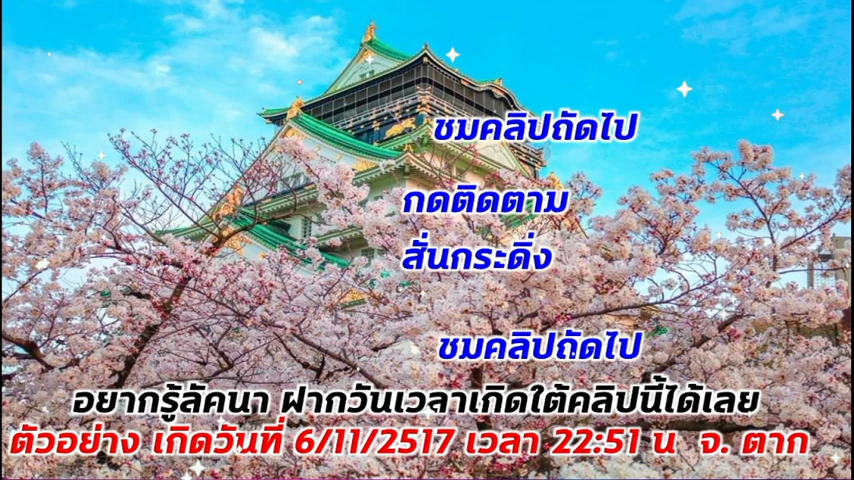 ชมคลิปถัดไป
กดติดตาม
สั่นกระดิ่ง
ชมคลิปถัดไป
อยากรู้ลัคนา ฝากวันเวลาเกิดใต้คลิปนี้ได้เลย
ตัวอย่าง เกิดวันที่ 6/11/2517 เวลา 22:51 น จ. ตาก